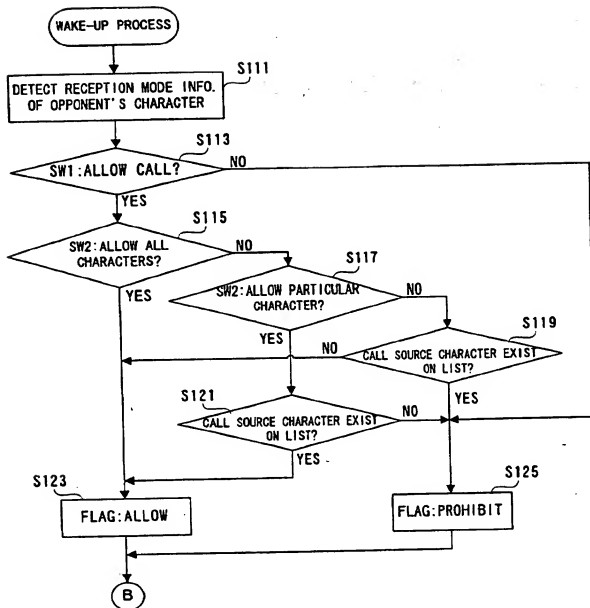 WAKE-UP PROCESS
S111
DETECT RECEPTION MODE INFO.
OF OPPONENT'S CHARACTER
S113
SW1:ALLOW CALL?
NO
YES
S115
SW2:ALLOW ALL
CHARACTERS?
NO
YES
S117
SW2:ALLOW PARTICULAR
CHARACTER?
NO
YES
S119
CALL SOURCE CHARACTER EXIST
ON LIST?
NO
YES
S121
CALL SOURCE CHARACTER EXIST
ON LIST?
NO
YES
S123
FLAG:ALLOW
S125
FLAG:PROHIBIT
B